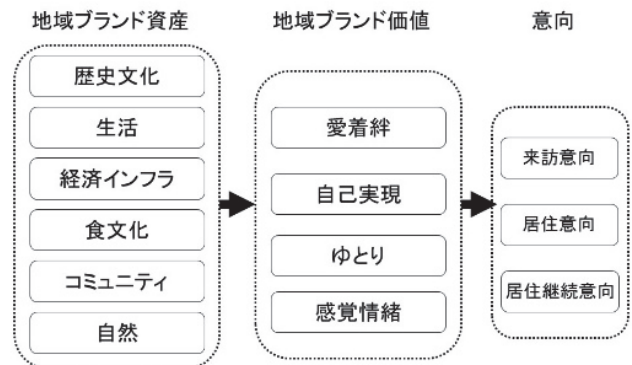 地域ブランド資産
歴史文化
生活
経済インフラ
食文化
コミュニティ
自然
地域ブランド価値
愛着絆
自己実現
ゆとり
感覚情緒
意向
来訪意向
居住意向
居住継続意向